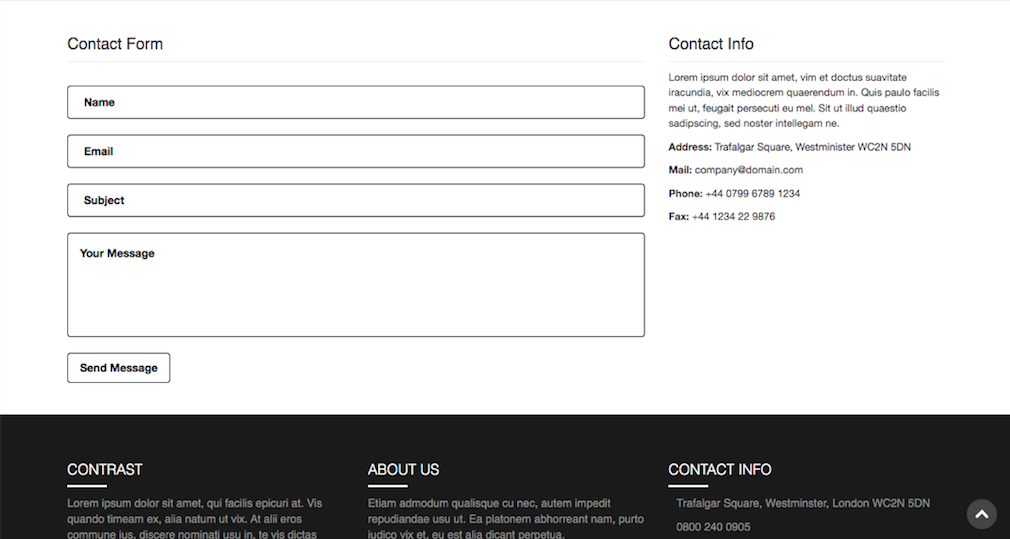 Contact Form
Name
Email
Subject
Your Message
Send Message
Contact Info
Lorem ipsum dolor sit amet, vim et doctus suavitate
iracundia, vix mediocrem quaerendum in. Quis paulo facilis
mei ut, feugait persecuti eu mel. Sit ut illud quaestio
sadipscing, sed noster intellegam ne.
Address: Trafalgar Square, Westminister WC2N 5DN
Mail: company@domain.com
Phone: +44 0799 6789 1234
Fax: +44 1234 22 9876
CONTRAST
Lorem ipsum dolor sit amet, qui facilis epicuri at. Vis
quando timeam ex, alia natum ut vix. At alii eros
commune ius, discere nominati usu in, te vis dictas
ABOUT US
Etiam admodum qualisque cu nec, autem impedit
repudiandae usu ut. Ea platonem abhorreant nam, purto
iudico vix et, eu est alia dicant perpetua.
CONTACT INFO
Trafalgar Square, Westminster, London WC2N 5DN
0800 240 0905